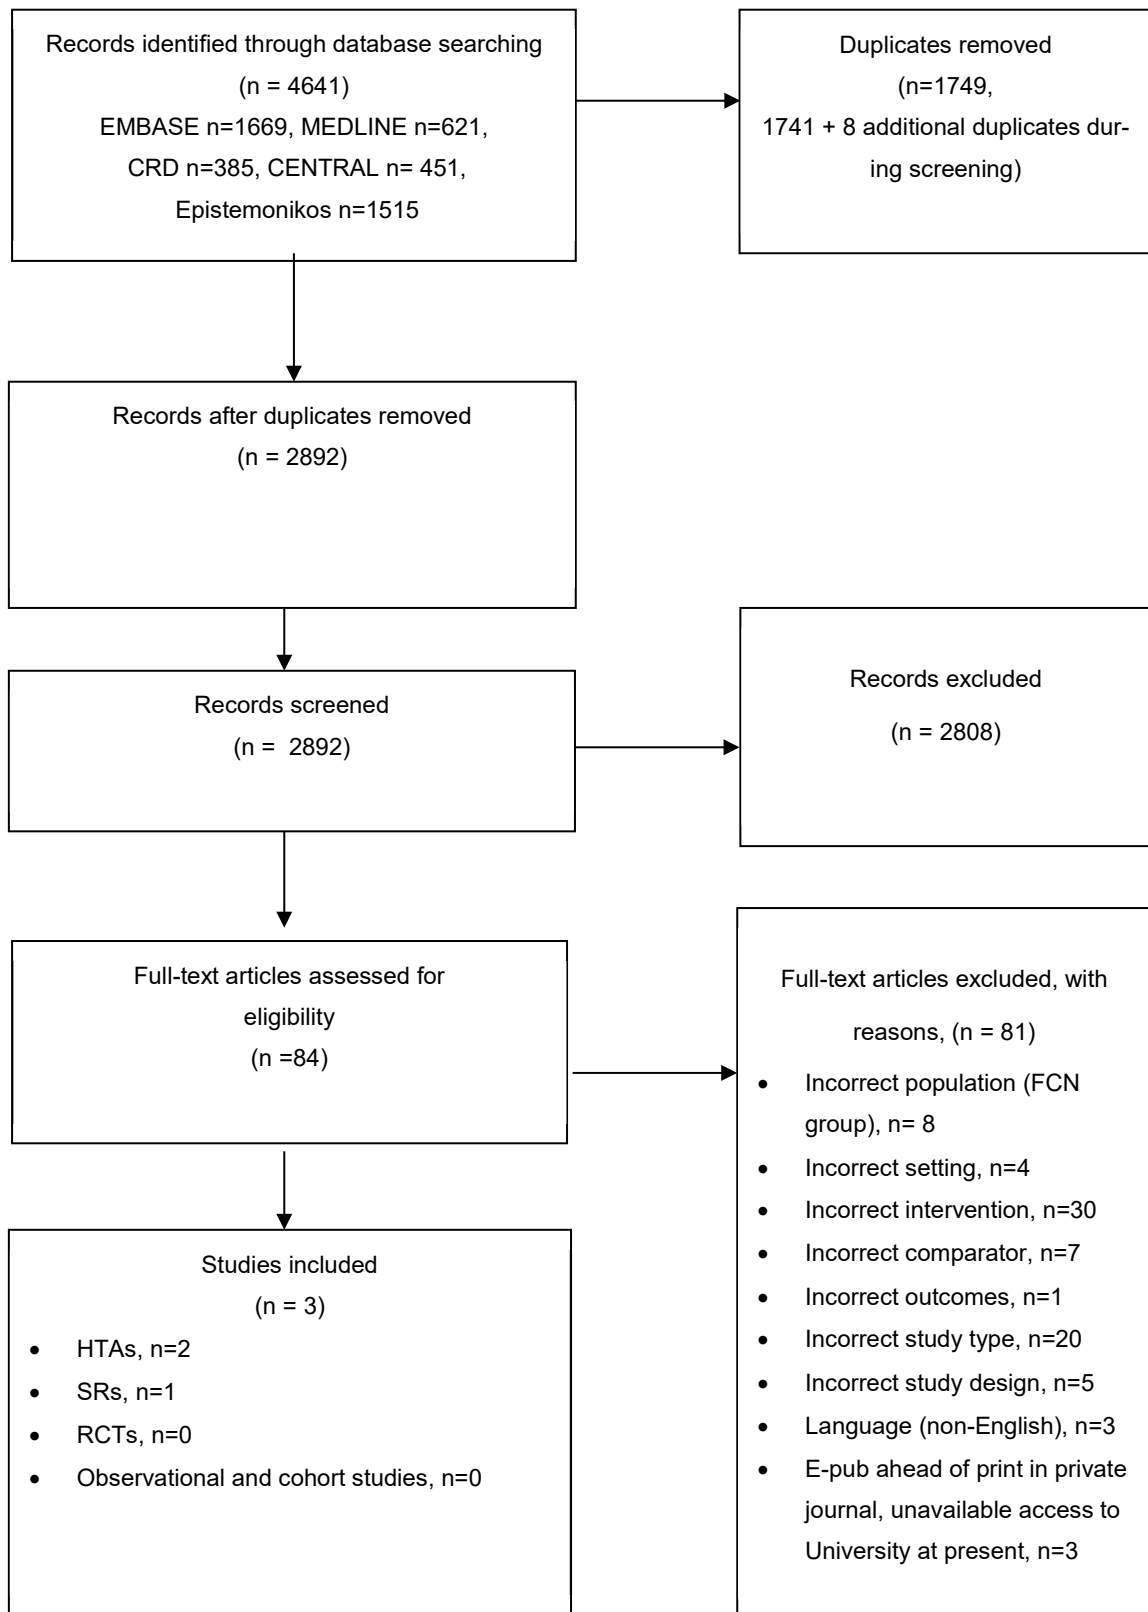 Records identified through database searching
(n = 4641)
EMBASE n=1669, MEDLINE n=621,
CRD n=385, CENTRAL n= 451,
Epistemonikos n=1515
Duplicates removed
(n=1749,
1741 + 8 additional duplicates dur-
ing screening)
Records after duplicates removed
(n = 2892)
Records screened
(n = 2892)
Records excluded
(n = 2808)
Full-text articles assessed for
eligibility
(n =84)
Full-text articles excluded, with
reasons, (n = 81)
• Incorrect population (FCN
group), n= 8
• Incorrect setting, n=4
• Incorrect intervention, n=30
• Incorrect comparator, n=7
• Incorrect outcomes, n=1
• Incorrect study type, n=20
• Incorrect study design, n=5
• Language (non-English), n=3
• E-pub ahead of print in private
journal, unavailable access to
University at present, n=3
Studies included
(n = 3)
• HTAs, n=2
• SRs, n=1
• RCTs, n=0
• Observational and cohort studies, n=0